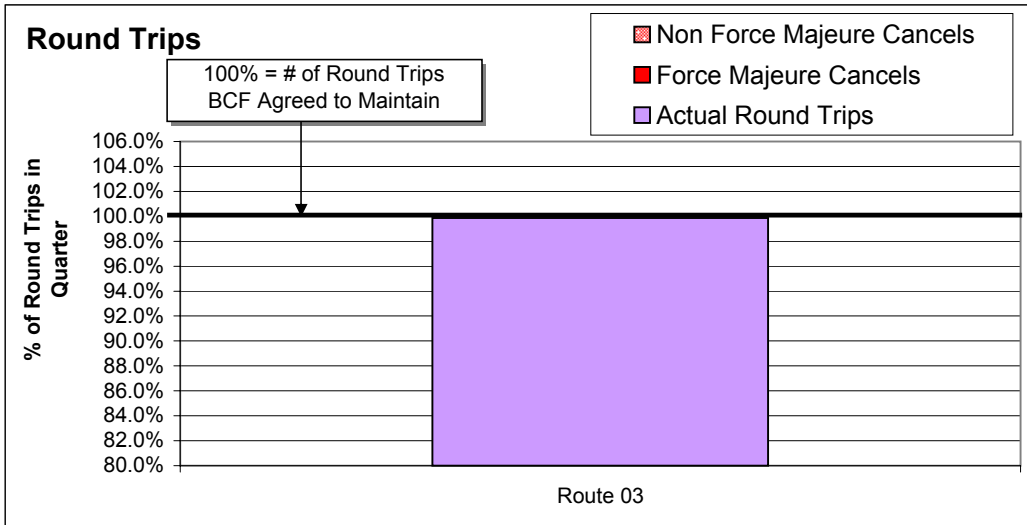 Round Trips
100% = # of Round Trips
BCF Agreed to Maintain
Non Force Majeure Cancels
Force Majeure Cancels
Actual Round Trips
% of Round Trips in
Quarter
106.0%
104.0%
102.0%
100.0%
98.0%
96.0%
94.0%
92.0%
90.0%
88.0%
86.0%
84.0%
82.0%
80.0%
Route 03